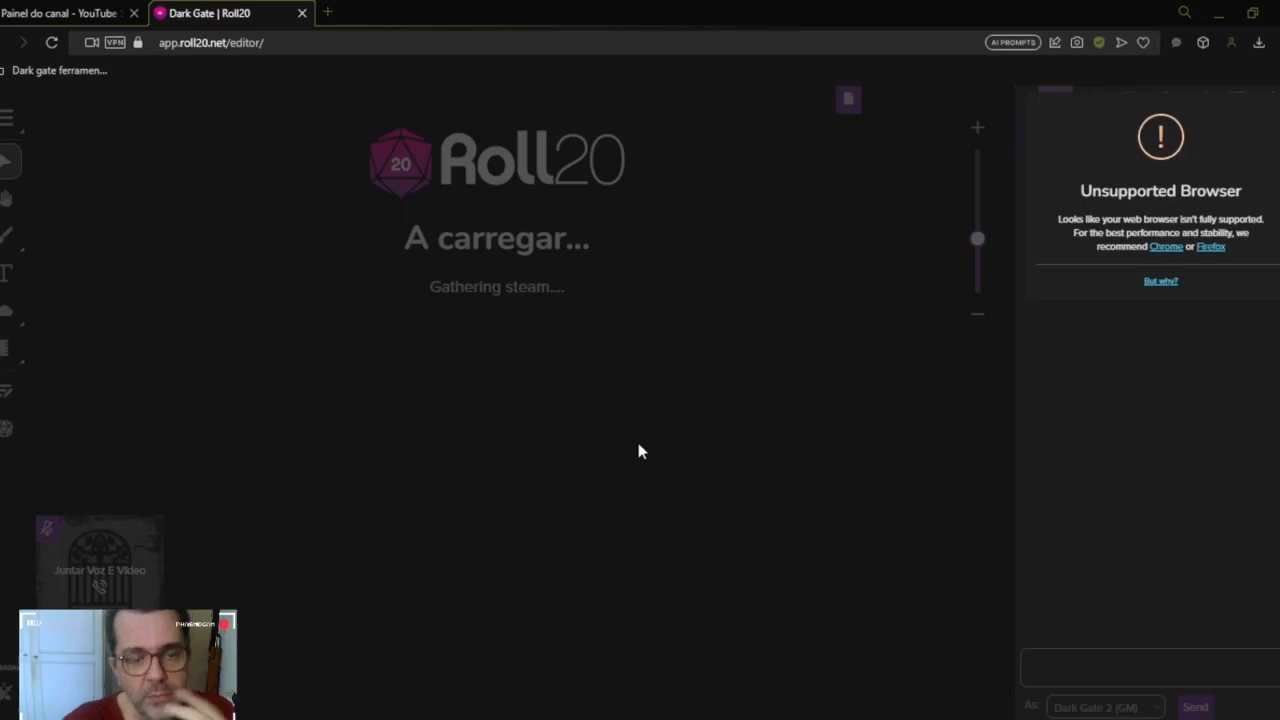 Painel do canal - YouTube
Dark Gate | Roll20
VPN
app.roll20.net/editor/
AI PROMPTS
Dark gate ferramen...
20
Roll20
A carregar...
Gathering steam....
!
Unsupported Browser
Looks like your web browser isn't fully supported.
For the best performance and stability, we
recommend Chrome or Firefox
But why?
Juntar Voz E Vídeo
PHASMOCAM
As:
Dark Gate 2 (GM)
Send